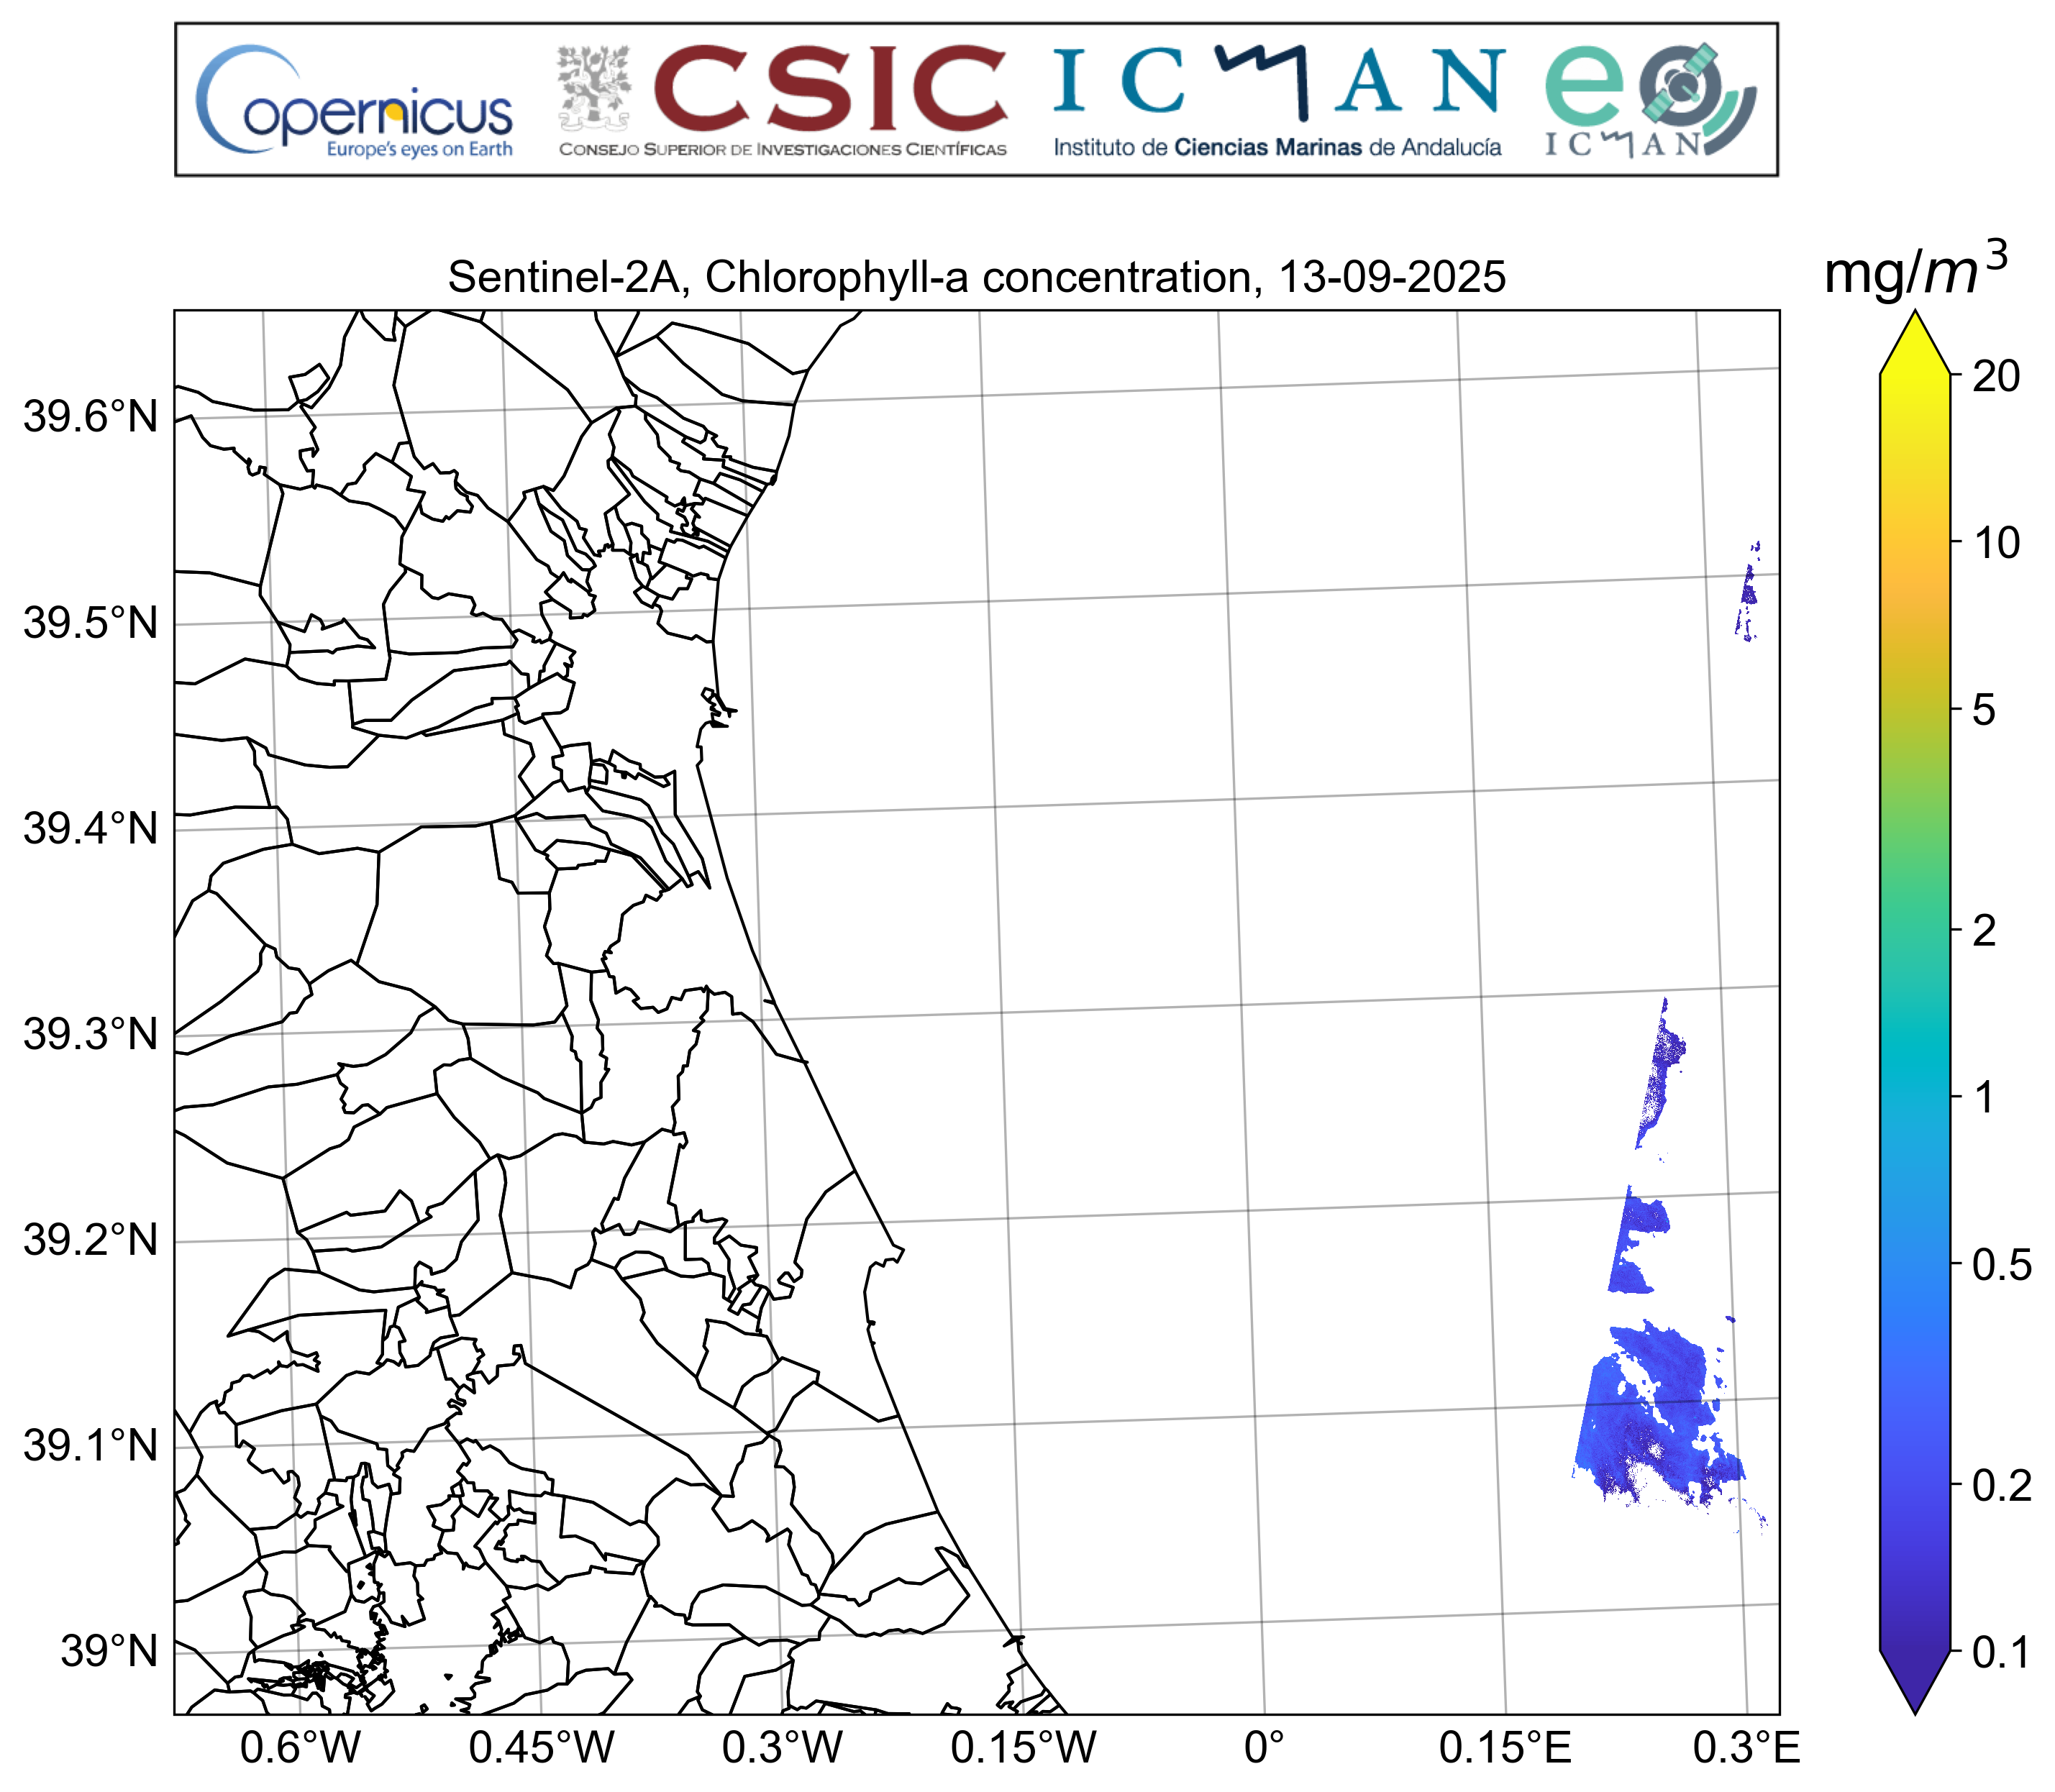 opernicus
Europe's eyes on Earth
CSIC
CONSEJO SUPERIOR DE INVESTIGACIONES CIENTÍFICAS
ICMAN
Instituto de Ciencias Marinas de Andalucía
eo
ICMAN
Sentinel-2A, Chlorophyll-a concentration, 13-09-2025
mg/m³
39.6°N
39.5°N
39.4°N
39.3°N
39.2°N
39.1°N
39°N
0.6°W 0.45°W 0.3°W 0.15°W 0° 0.15°E 0.3°E
20
10
5
2
1
0.5
0.2
0.1